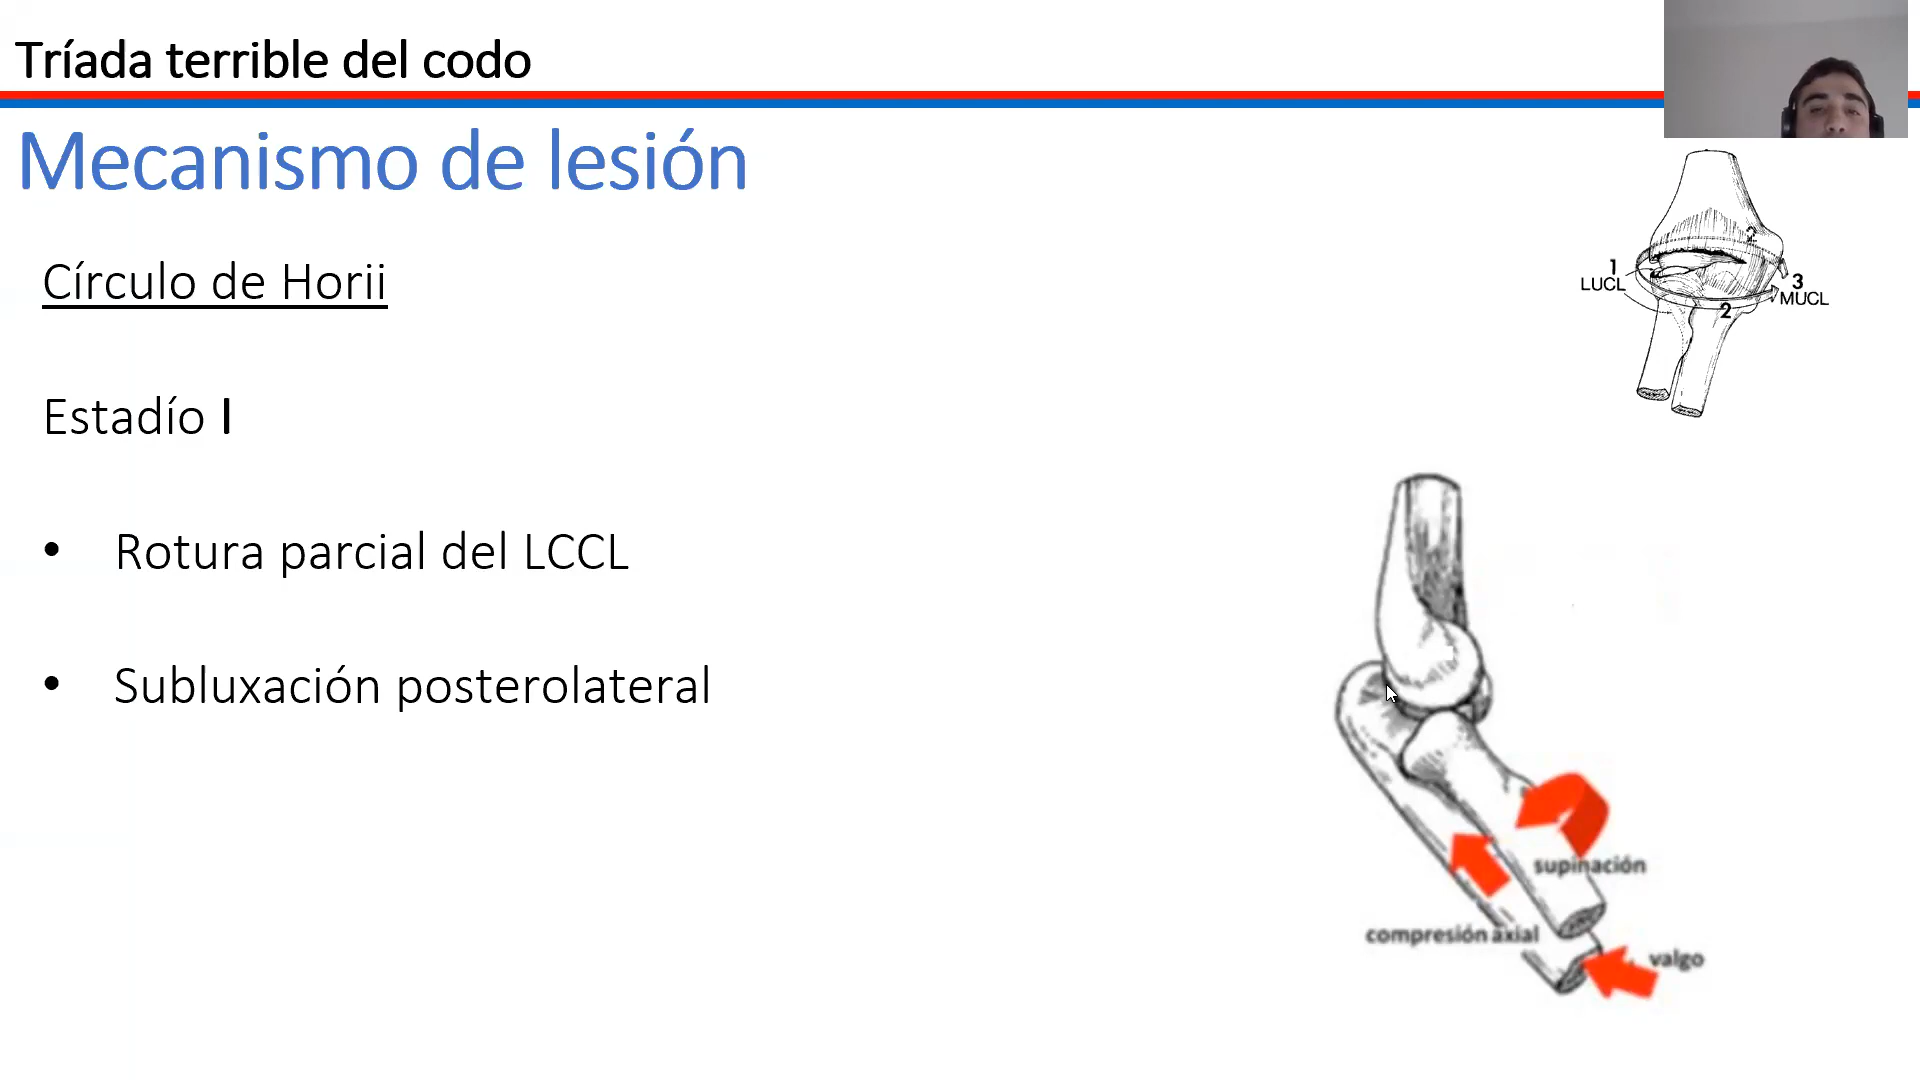 Tríada terrible del codo
Mecanismo de lesión
Círculo de Horii
Estadío I
• Rotura parcial del LCCL
• Subluxación posterolateral
2
1
LUCL
3
MUCL
2
supinación
compresión axial
valgo